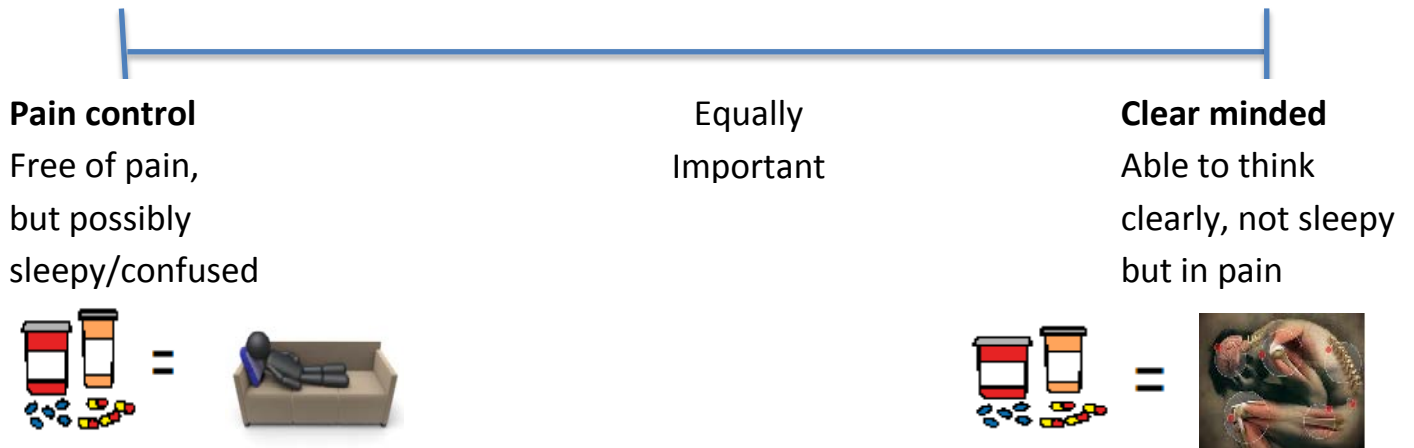 Pain control
Free of pain,
but possibly
sleepy/confused
Equally
Important
Clear minded
Able to think
clearly, not sleepy
but in pain
=
=